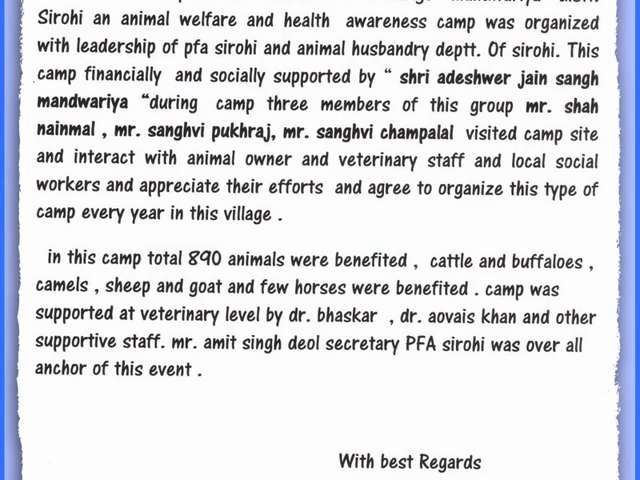 Sirohi an animal welfare and health awareness camp was organized
with leadership of pfa sirohi and animal husbandry deptt. Of sirohi. This
camp financially and socially supported by “ shri adeshwer jain sangh
mandwariya “during camp three members of this group mr. shah
nainmal , mr. sanghvi pukhraj, mr. sanghvi champalal visited camp site
and interact with animal owner and veterinary staff and local social
workers and appreciate their efforts and agree to organize this type of
camp every year in this village .
in this camp total 890 animals were benefited , cattle and buffaloes ,
camels , sheep and goat and few horses were benefited . camp was
supported at veterinary level by dr. bhaskar , dr. aovais khan and other
supportive staff. mr. amit singh deol secretary PFA sirohi was over all
anchor of this event .
With best Regards